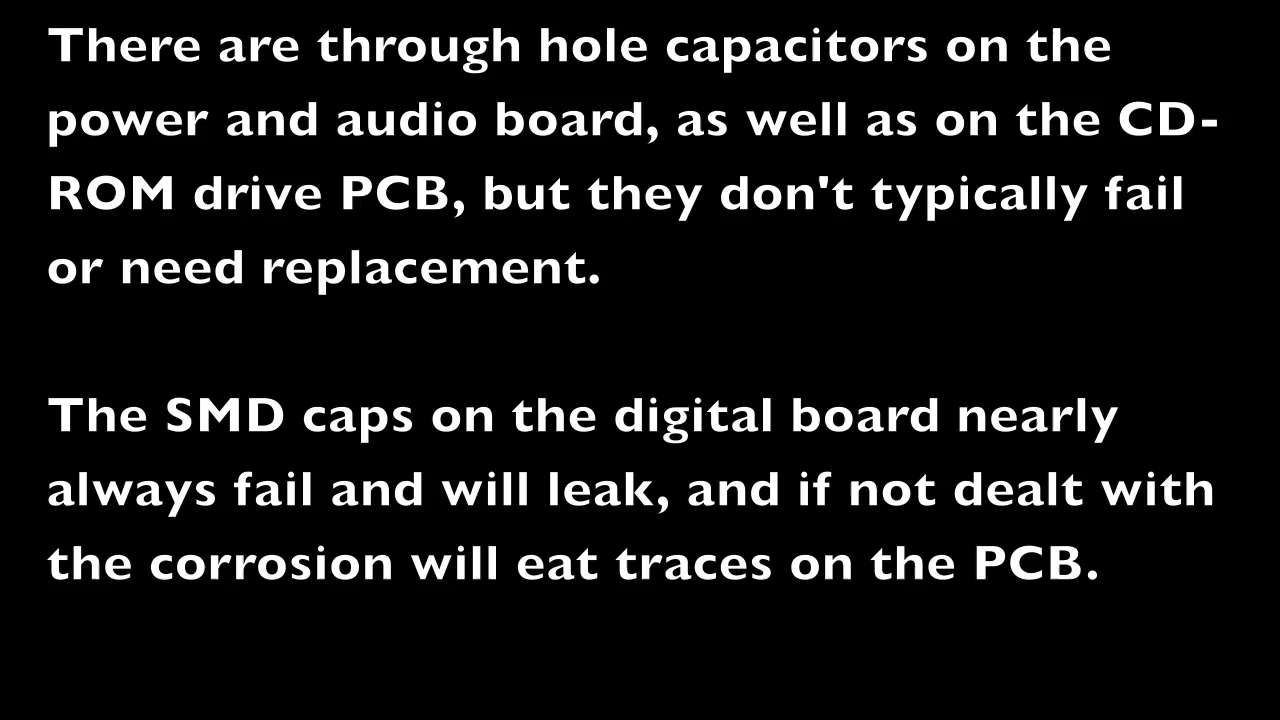 There are through hole capacitors on the
power and audio board, as well as on the CD-
ROM drive PCB, but they don't typically fail
or need replacement.
The SMD caps on the digital board nearly
always fail and will leak, and if not dealt with
the corrosion will eat traces on the PCB.